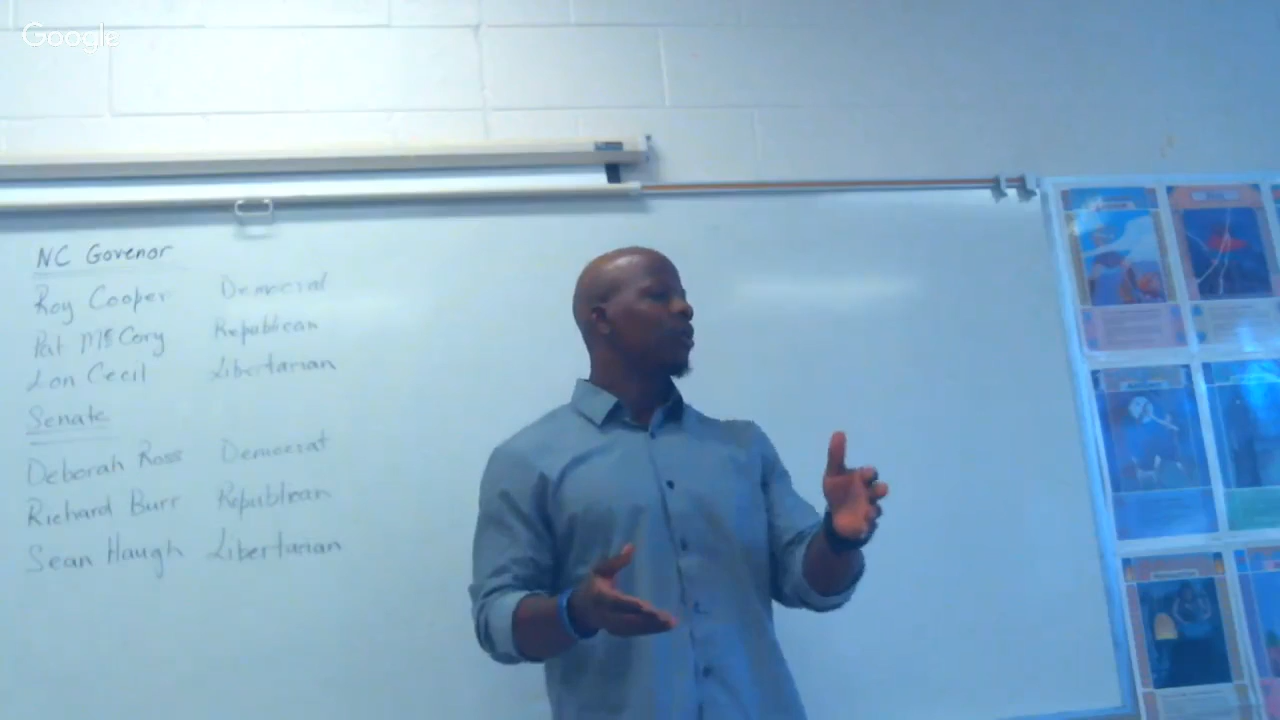 Google
NC Govenor
Roy Cooper Democrat
Pat McCory Republican
Lon Cecil Libertarian
Senate
Deborah Ross Democrat
Richard Burr Republican
Sean Haugh Libertarian